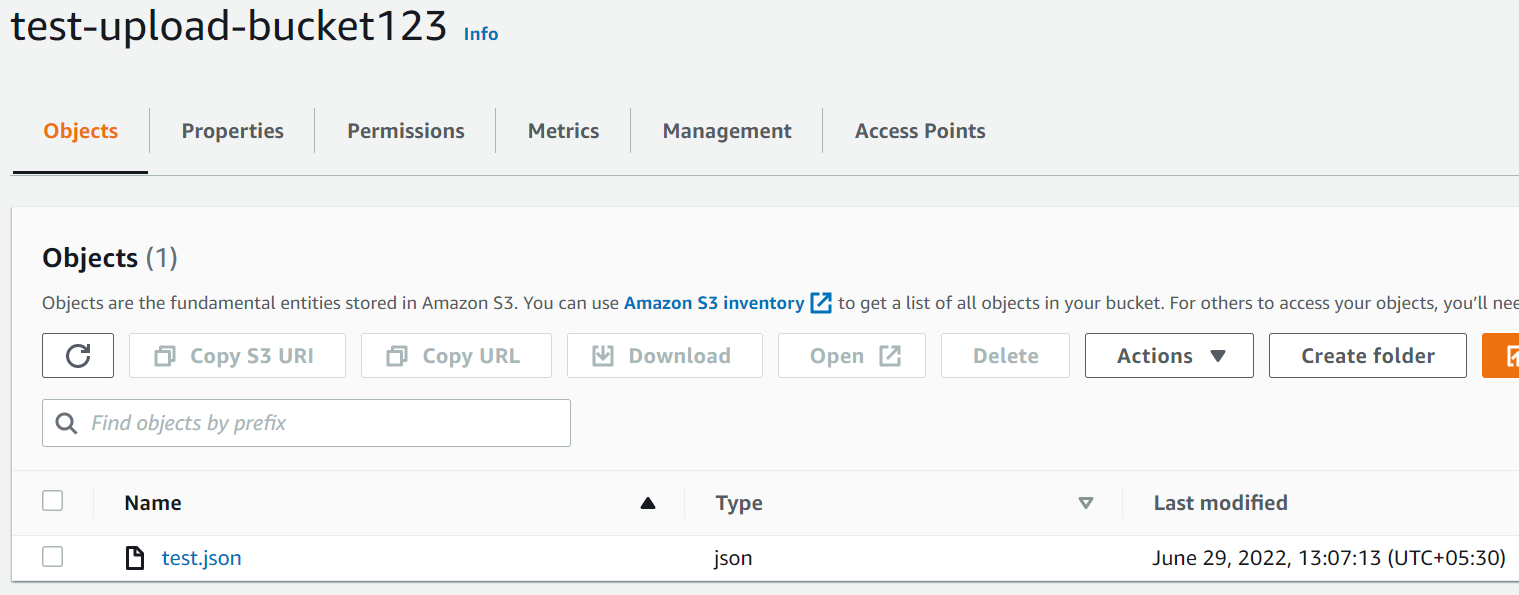 test-upload-bucket123 Info
Objects Properties Permissions Metrics Management Access Points
Objects (1)
Objects are the fundamental entities stored in Amazon S3. You can use Amazon S3 inventory to get a list of all objects in your bucket. For others to access your objects, you'll nee
Copy S3 URI Copy URL Download Open Delete Actions Create folder
Find objects by prefix
Name Type Last modified
test.json json June 29, 2022, 13:07:13 (UTC+05:30)